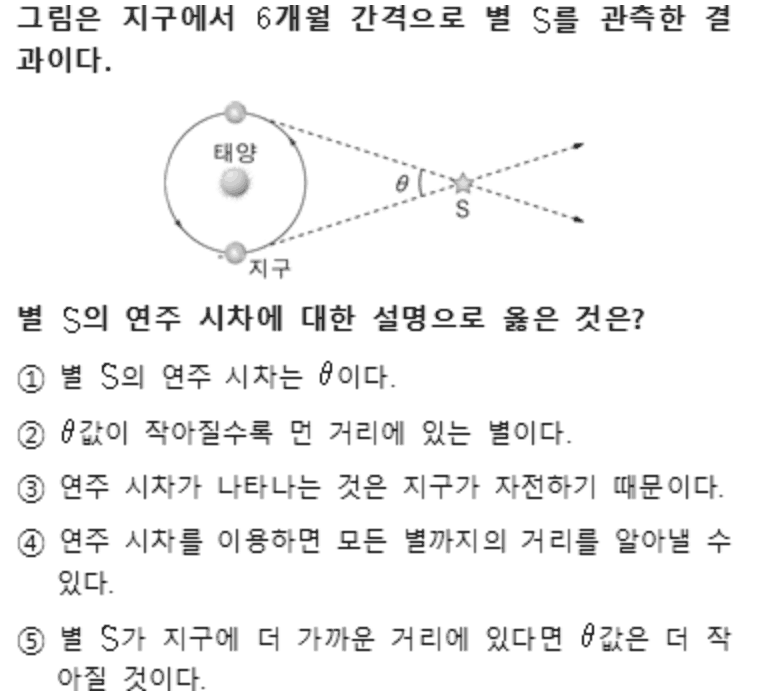 그림은 지구에서 6개월 간격으로 별 S를 관측한 결
과이다.
태양
θ
S
지구
별 S의 연주 시차에 대한 설명으로 옳은 것은?
① 별 S의 연주 시차는 θ이다.
② θ값이 작아질수록 먼 거리에 있는 별이다.
③ 연주 시차가 나타나는 것은 지구가 자전하기 때문이다.
④ 연주 시차를 이용하면 모든 별까지의 거리를 알아낼 수
있다.
⑤ 별 S가 지구에 더 가까운 거리에 있다면 θ값은 더 작
아질 것이다.